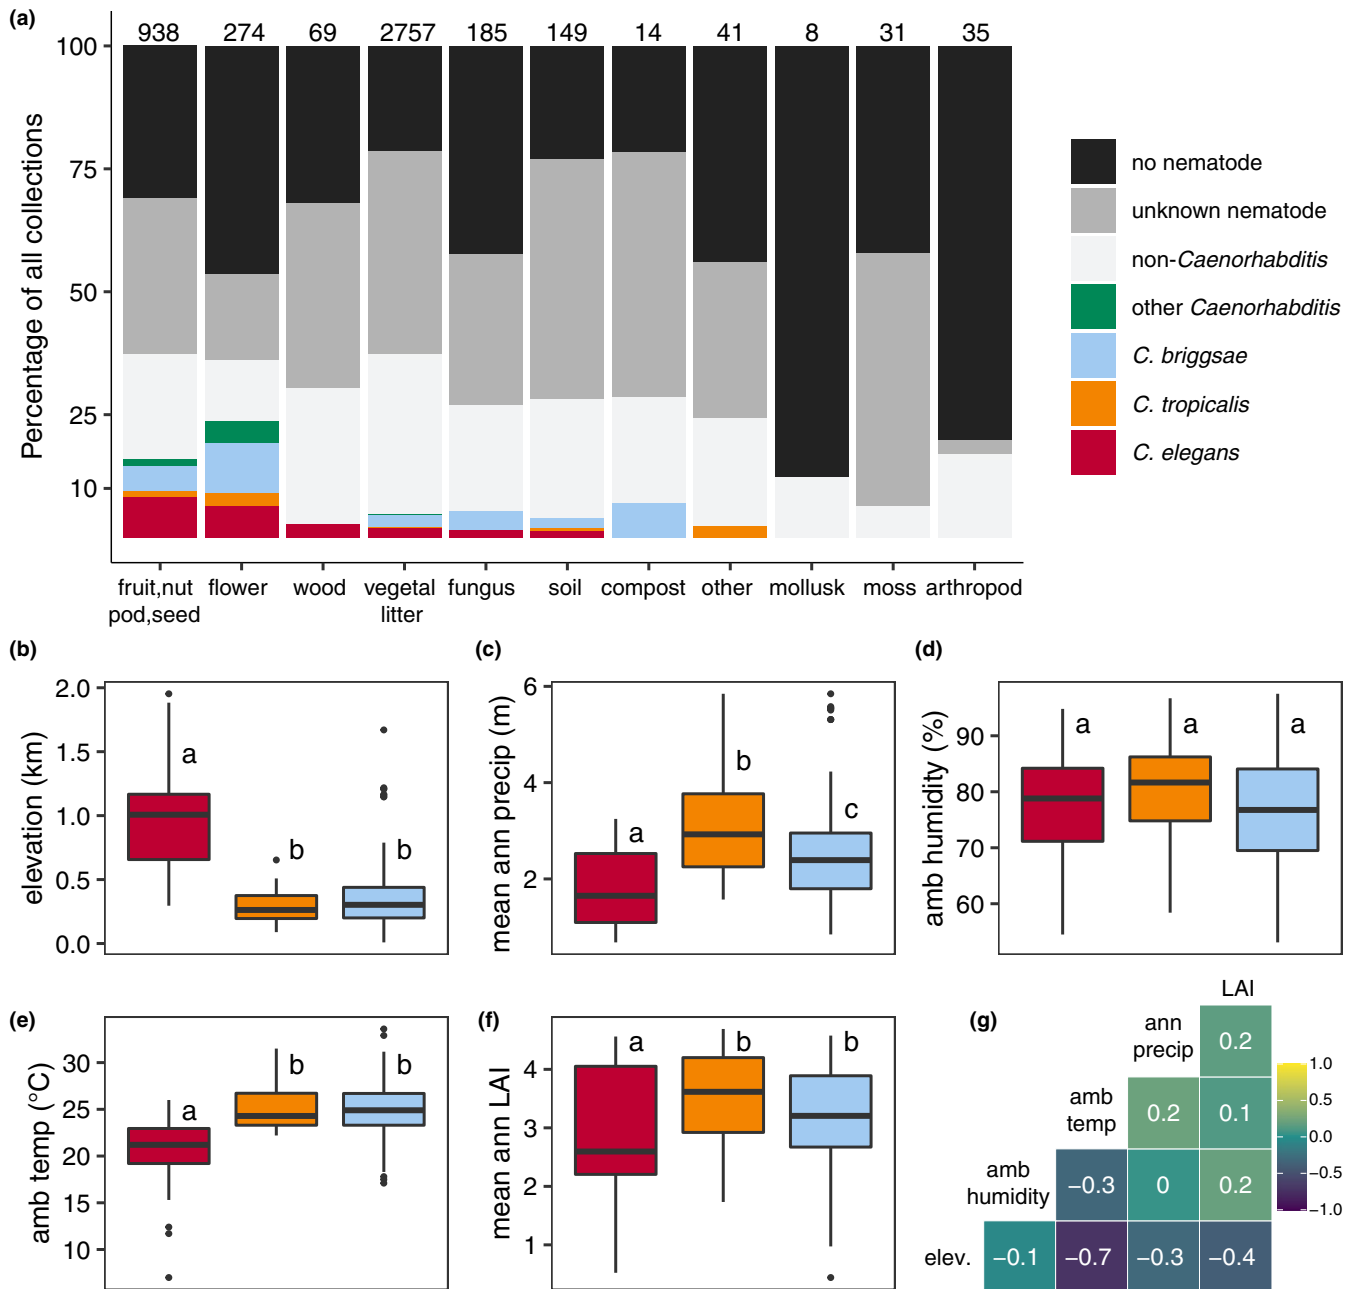 (a)
938 274 69 2757 185 149 14 41 8 31 35
Percentage of all collections
100
75
50
25
10
fruit,nut pod,seed
flower
wood
vegetal litter
fungus
soil
compost
other
mollusk
moss
arthropod
no nematode
unknown nematode
non-Caenorhabditis
other Caenorhabditis
C. briggsae
C. tropicalis
C. elegans
(b)
elevation (km)
2.0
1.5
1.0
0.5
0.0
a
b
b
(c)
mean ann precip (m)
6
4
2
a
b
c
(d)
amb humidity (%)
90
80
70
60
a
a
a
(e)
amb temp (°C)
30
25
20
15
10
a
b
b
(f)
mean ann LAI
4
3
2
1
a
b
b
(g)
LAI
ann precip
0.2
amb temp
0.2 0.1
amb humidity
−0.3 0 0.2
elev.
−0.1 −0.7 −0.3 −0.4
1.0
0.5
0.0
−0.5
−1.0